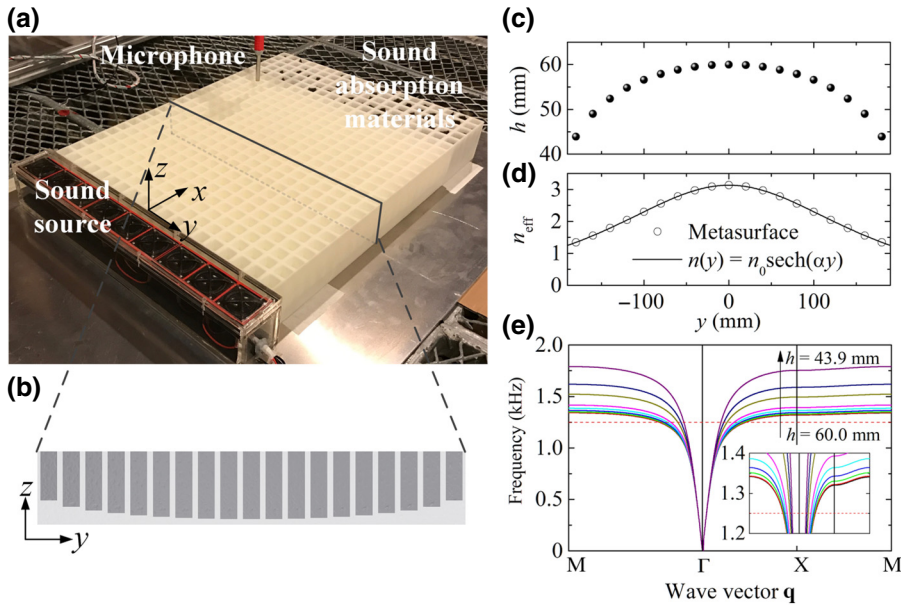 (a)
Microphone
Sound
absorption
materials
Sound
source
z
x
y
(b)
z
y
(c)
h (mm)
60
50
40
(d)
n_eff
3
2
1
0
Metasurface
n(y) = n₀sech(αy)
−100 0 100
y (mm)
(e)
Frequency (kHz)
2.0
1.5
1.0
0.5
0
h = 43.9 mm
h = 60.0 mm
1.4
1.3
1.2
M Γ X M
Wave vector q